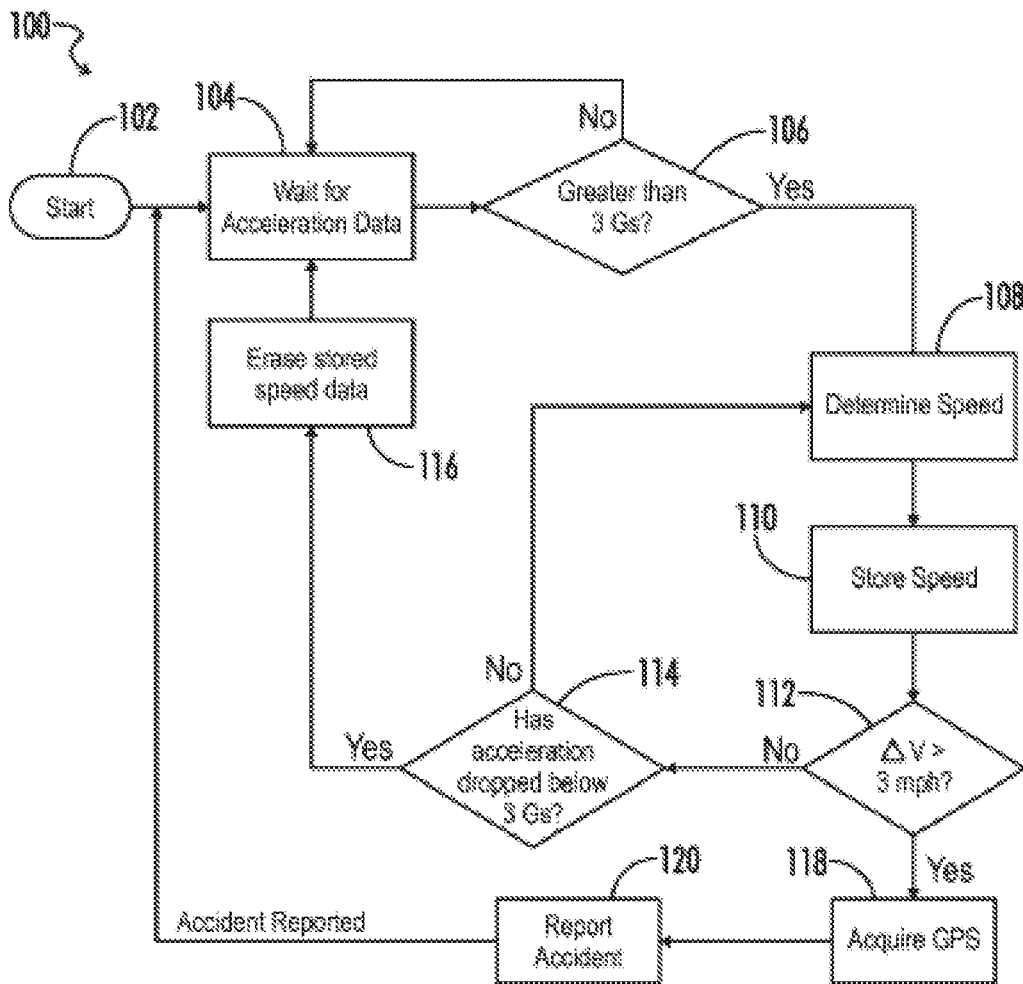 100
102
Start
104
Wait for
Acceleration Data
No
106
Greater than
3 Gs?
Yes
108
Determine Speed
Erase stored
speed data
116
110
Store Speed
No
114
Has
acceleration
dropped below
3 Gs?
Yes
112
No
Δ V >
3 mph?
Yes
118
Acquire GPS
120
Report
Accident
Accident Reported